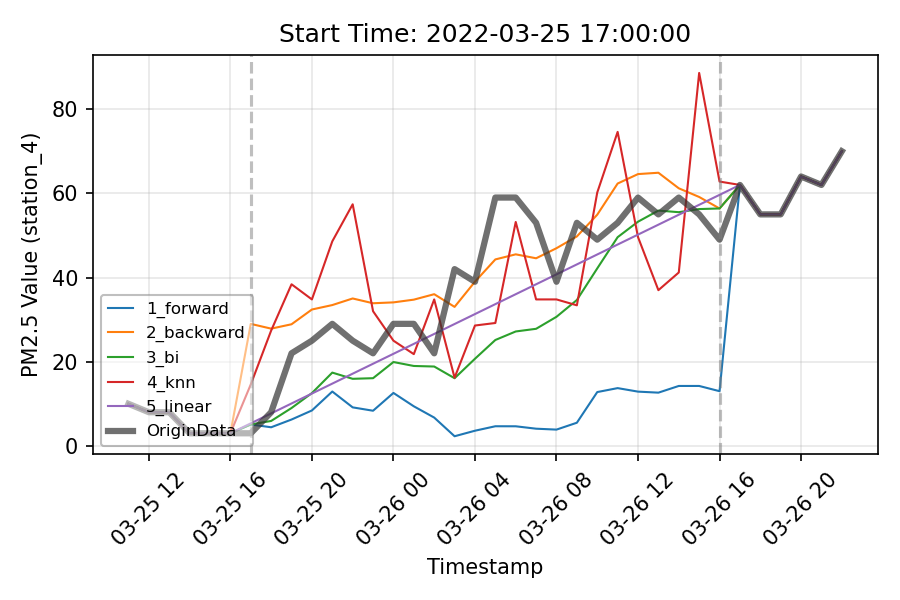 Start Time: 2022-03-25 17:00:00
PM2.5 Value (station_4)
80
60
40
20
0
1_forward
2_backward
3_bi
4_knn
5_linear
OriginData
03-25 12
03-25 16
03-25 20
03-26 00
03-26 04
03-26 08
03-26 12
03-26 16
03-26 20
Timestamp